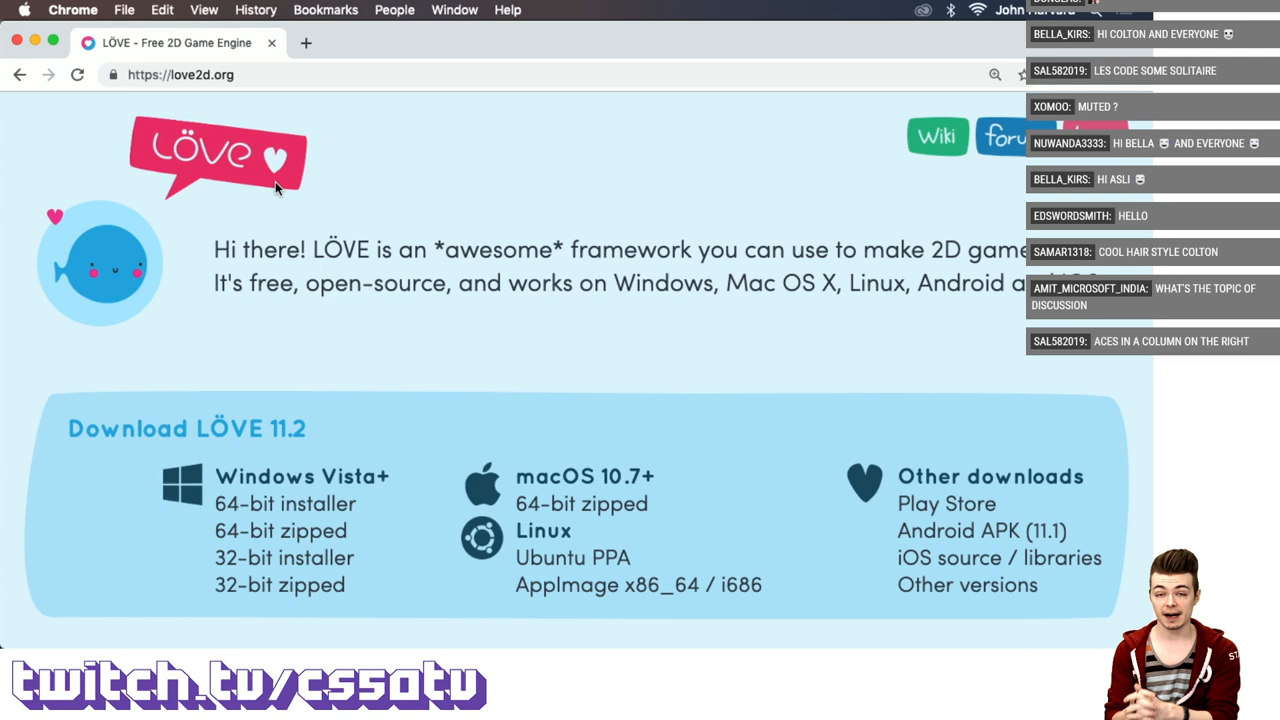 Chrome File Edit View History Bookmarks People Window Help John Harvard
LÖVE - Free 2D Game Engine
https://love2d.org
LÖVE
Wiki
foru
Hi there! LÖVE is an *awesome* framework you can use to make 2D game
It's free, open-source, and works on Windows, Mac OS X, Linux, Android a
Download LÖVE 11.2
Windows Vista+
64-bit installer
64-bit zipped
32-bit installer
32-bit zipped
macOS 10.7+
64-bit zipped
Linux
Ubuntu PPA
AppImage x86_64 / i686
Other downloads
Play Store
Android APK (11.1)
iOS source / libraries
Other versions
BELLA_KIRS: HI COLTON AND EVERYONE
SAL582019: LES CODE SOME SOLITAIRE
XOMOO: MUTED ?
NUWANDA3333: HI BELLA AND EVERYONE
BELLA_KIRS: HI ASLI
EDSWORDSMITH: HELLO
SAMAR1318: COOL HAIR STYLE COLTON
AMIT_MICROSOFT_INDIA: WHAT'S THE TOPIC OF
DISCUSSION
SAL582019: ACES IN A COLUMN ON THE RIGHT
twitch.tv/cs50tv